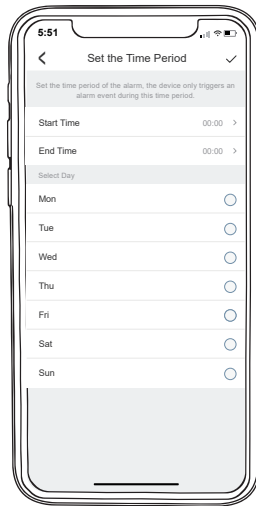 5:51
Set the Time Period
Set the time period of the alarm, the device only triggers an
alarm event during this time period.
Start Time 00:00
End Time 00:00
Select Day
Mon
Tue
Wed
Thu
Fri
Sat
Sun